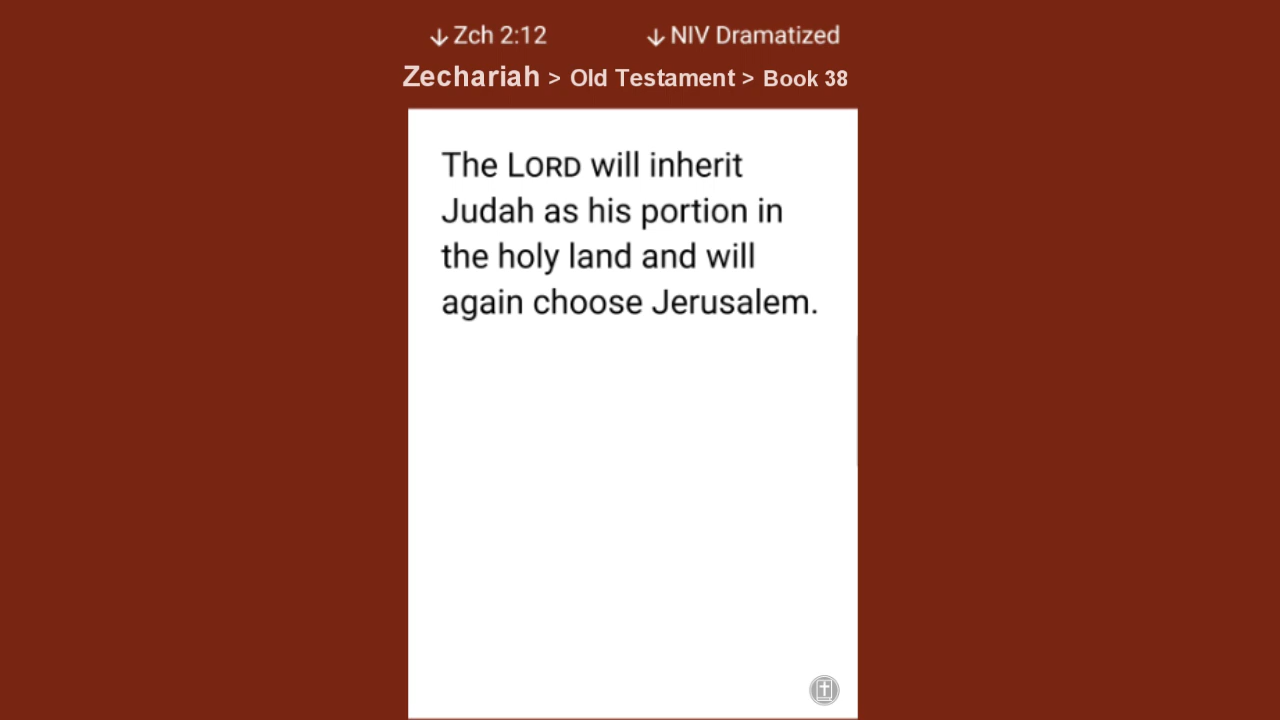 ↓ Zch 2:12 ↓ NIV Dramatized
Zechariah > Old Testament > Book 38
The LORD will inherit
Judah as his portion in
the holy land and will
again choose Jerusalem.